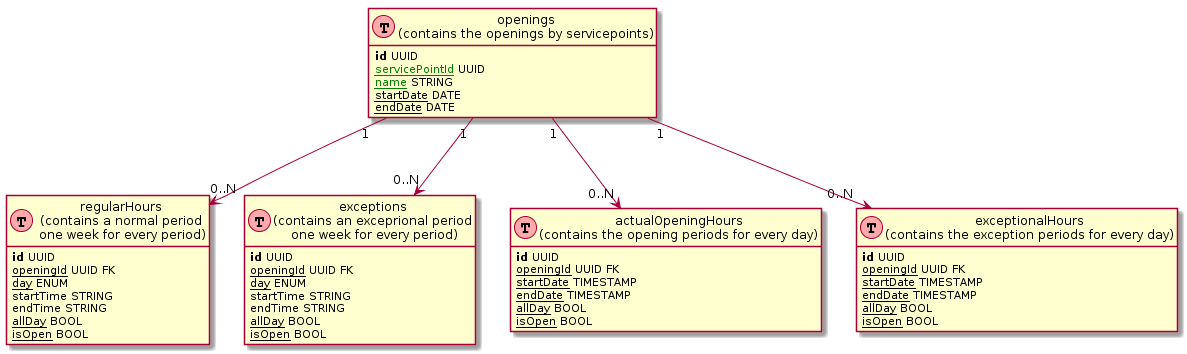 T
openings
(contains the openings by servicepoints)
id UUID
servicePointId UUID
name STRING
startDate DATE
endDate DATE
1
1
1
1
0..N
0..N
0..N
0..N
T
regularHours
(contains a normal period
one week for every period)
id UUID
openingId UUID FK
day ENUM
startTime STRING
endTime STRING
allDay BOOL
isOpen BOOL
T
exceptions
(contains an exceprional period
one week for every period)
id UUID
openingId UUID FK
day ENUM
startTime STRING
endTime STRING
allDay BOOL
isOpen BOOL
T
actualOpeningHours
(contains the opening periods for every day)
id UUID
openingId UUID FK
startDate TIMESTAMP
endDate TIMESTAMP
allDay BOOL
isOpen BOOL
T
exceptionalHours
(contains the exception periods for every day)
id UUID
openingId UUID FK
startDate TIMESTAMP
endDate TIMESTAMP
allDay BOOL
isOpen BOOL